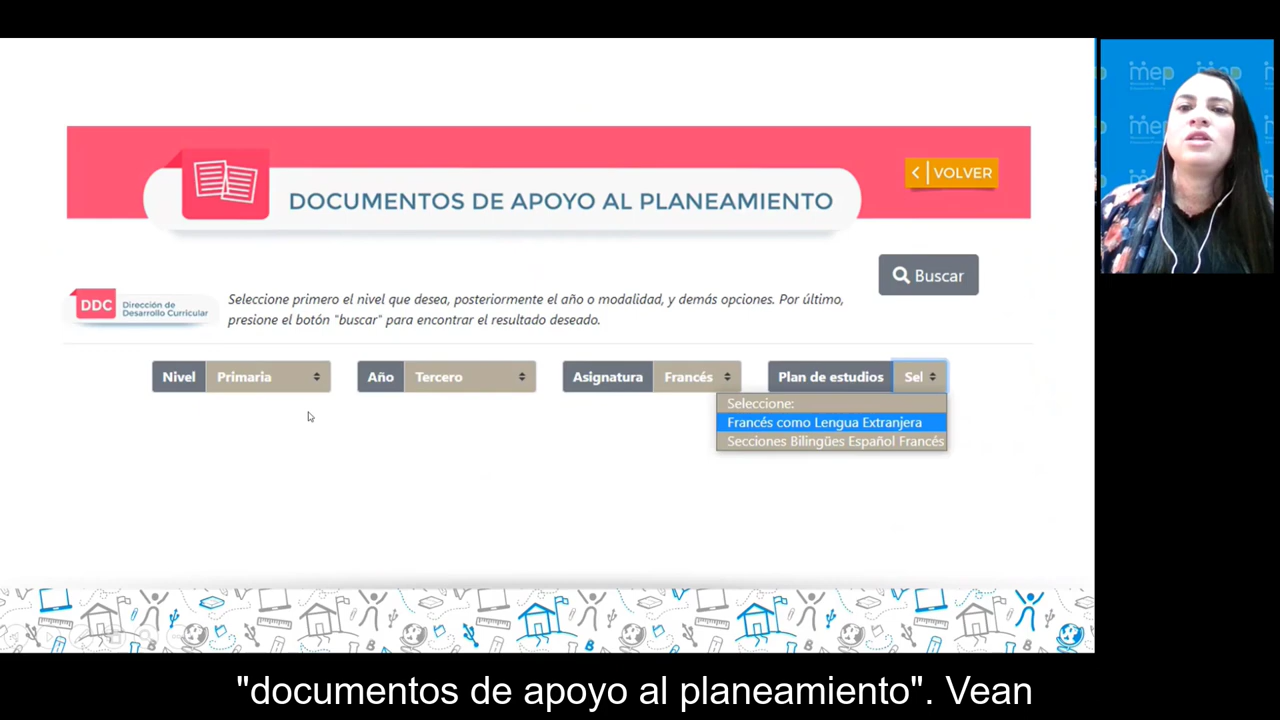 DOCUMENTOS DE APOYO AL PLANEAMIENTO
VOLVER
Buscar
DDC Dirección de
Desarrollo Curricular
Seleccione primero el nivel que desea, posteriormente el año o modalidad, y demás opciones. Por último,
presione el botón "buscar" para encontrar el resultado deseado.
Nivel Primaria Año Tercero Asignatura Francés Plan de estudios Sel
Seleccione:
Francés como Lengua Extranjera
Secciones Bilingües Español Francés
mep mep
mep
"documentos de apoyo al planeamiento". Vean